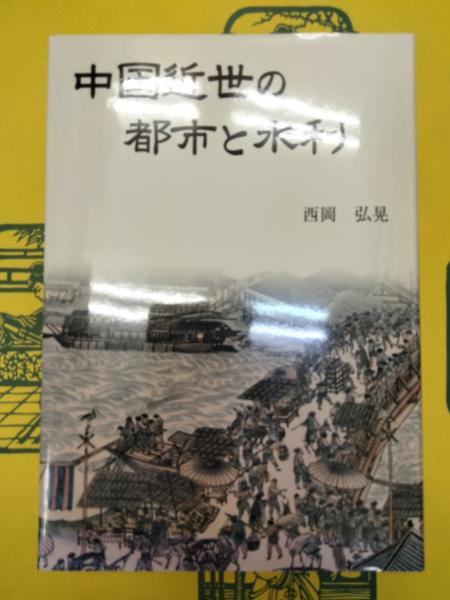 中国近世の
都市と水利
西岡 弘晃